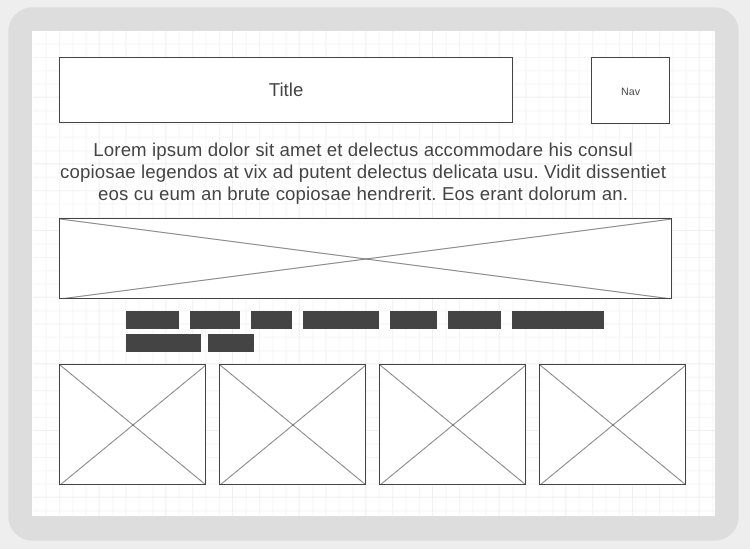 Title
Nav
Lorem ipsum dolor sit amet et delectus accommodare his consul
copiosae legendos at vix ad putent delectus delicata usu. Vidit dissentiet
eos cu eum an brute copiosae hendrerit. Eos erant dolorum an.